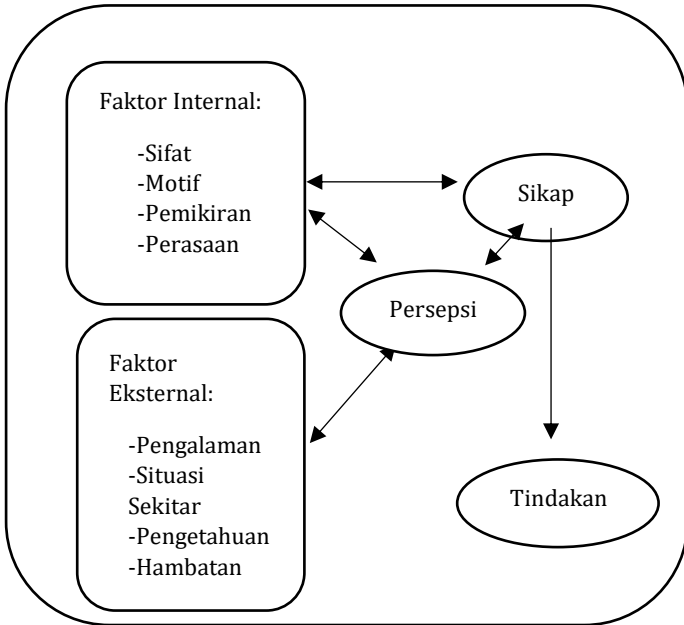 Faktor Internal:
-Sifat
-Motif
-Pemikiran
-Perasaan
Sikap
Persepsi
Faktor
Eksternal:
-Pengalaman
-Situasi
Sekitar
-Pengetahuan
-Hambatan
Tindakan